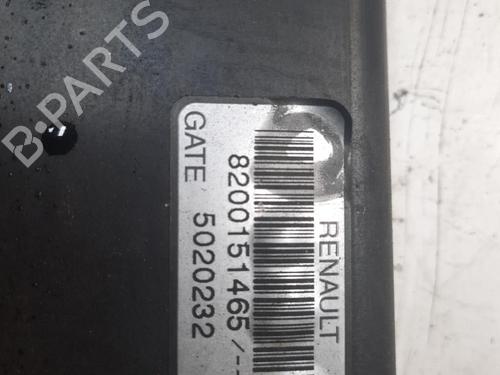 B-PARTS
RENAULT
8200151465/--
GATE 5020232